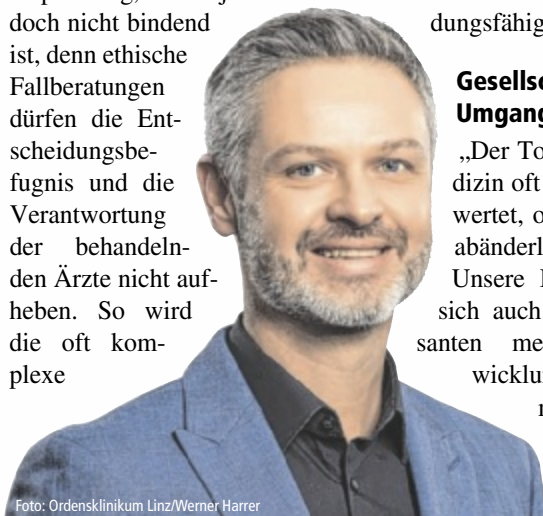 doch nicht bindend
ist, denn ethische
Fallberatungen
dürfen die Ent-
scheidungsbe-
fugnis und die
Verantwortung
der behandeln-
den Ärzte nicht auf-
heben. So wird
die oft kom-
plexe
dungsfähig
Gesellsc
Umgang
„Der To
dizin oft
wertet, o
abänderl
Unsere
sich auch
santen me
wicklu
Foto: Ordensklinikum Linz/Werner Harrer